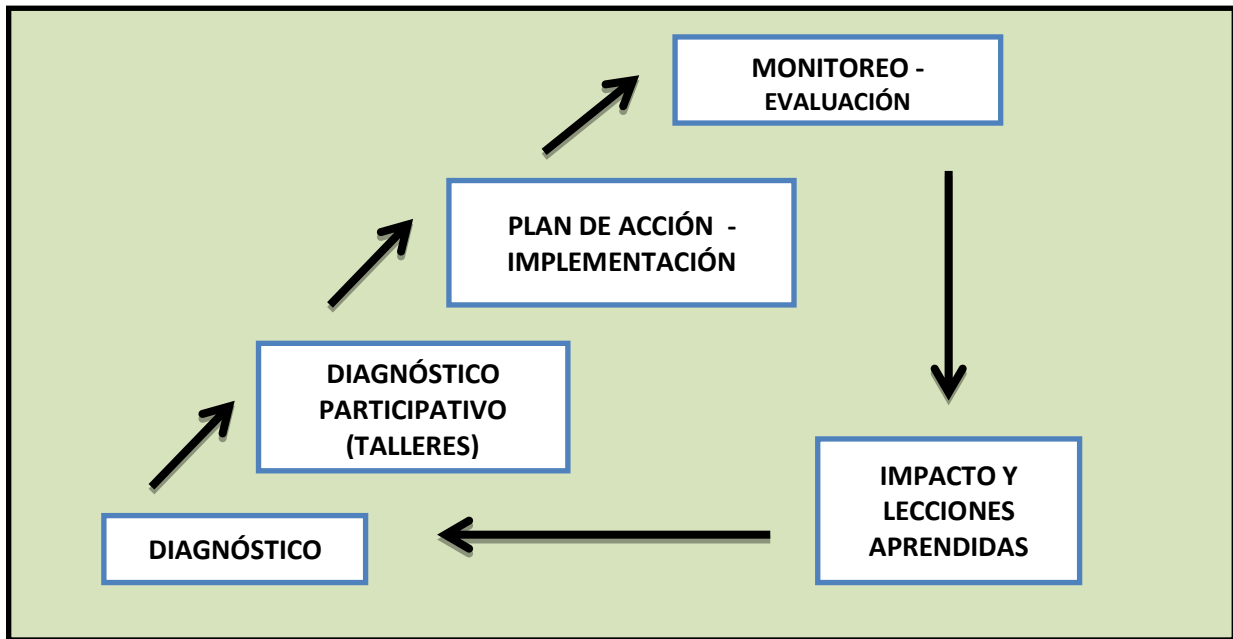 MONITOREO -
EVALUACIÓN
PLAN DE ACCIÓN -
IMPLEMENTACIÓN
DIAGNÓSTICO
PARTICIPATIVO
(TALLERES)
IMPACTO Y
LECCIONES
APRENDIDAS
DIAGNÓSTICO